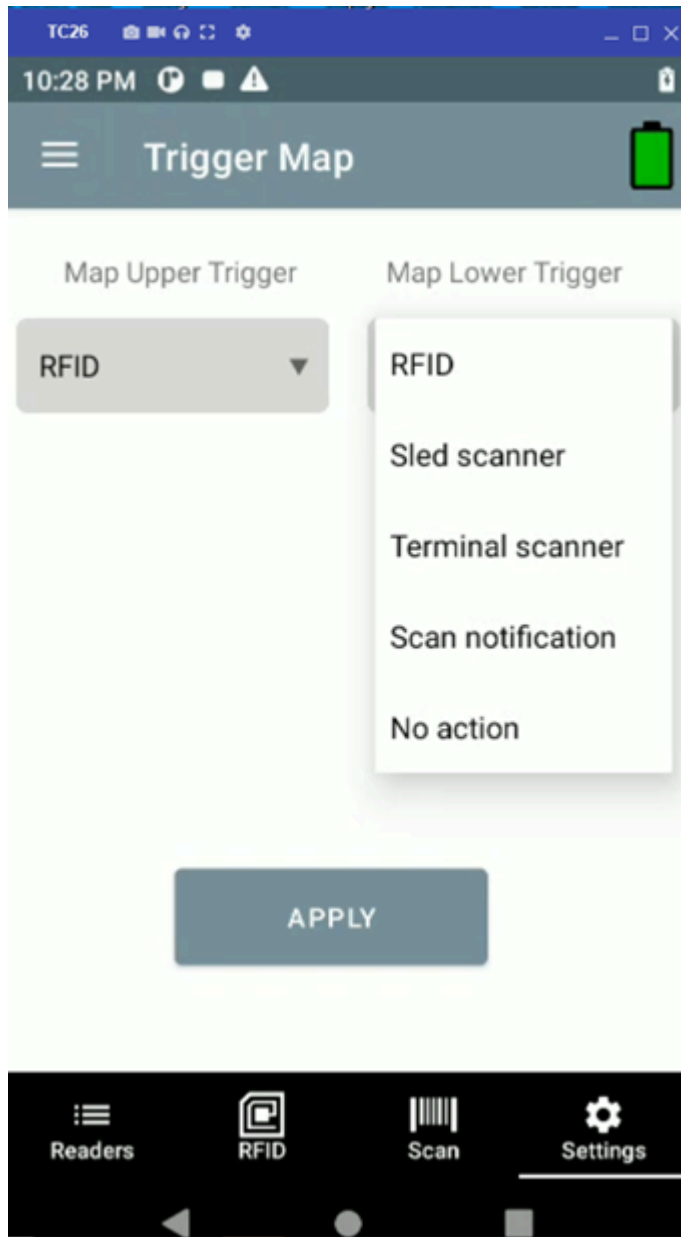 TC26
10:28 PM
Trigger Map
Map Upper Trigger
Map Lower Trigger
RFID
RFID
Sled scanner
Terminal scanner
Scan notification
No action
APPLY
Readers
RFID
Scan
Settings